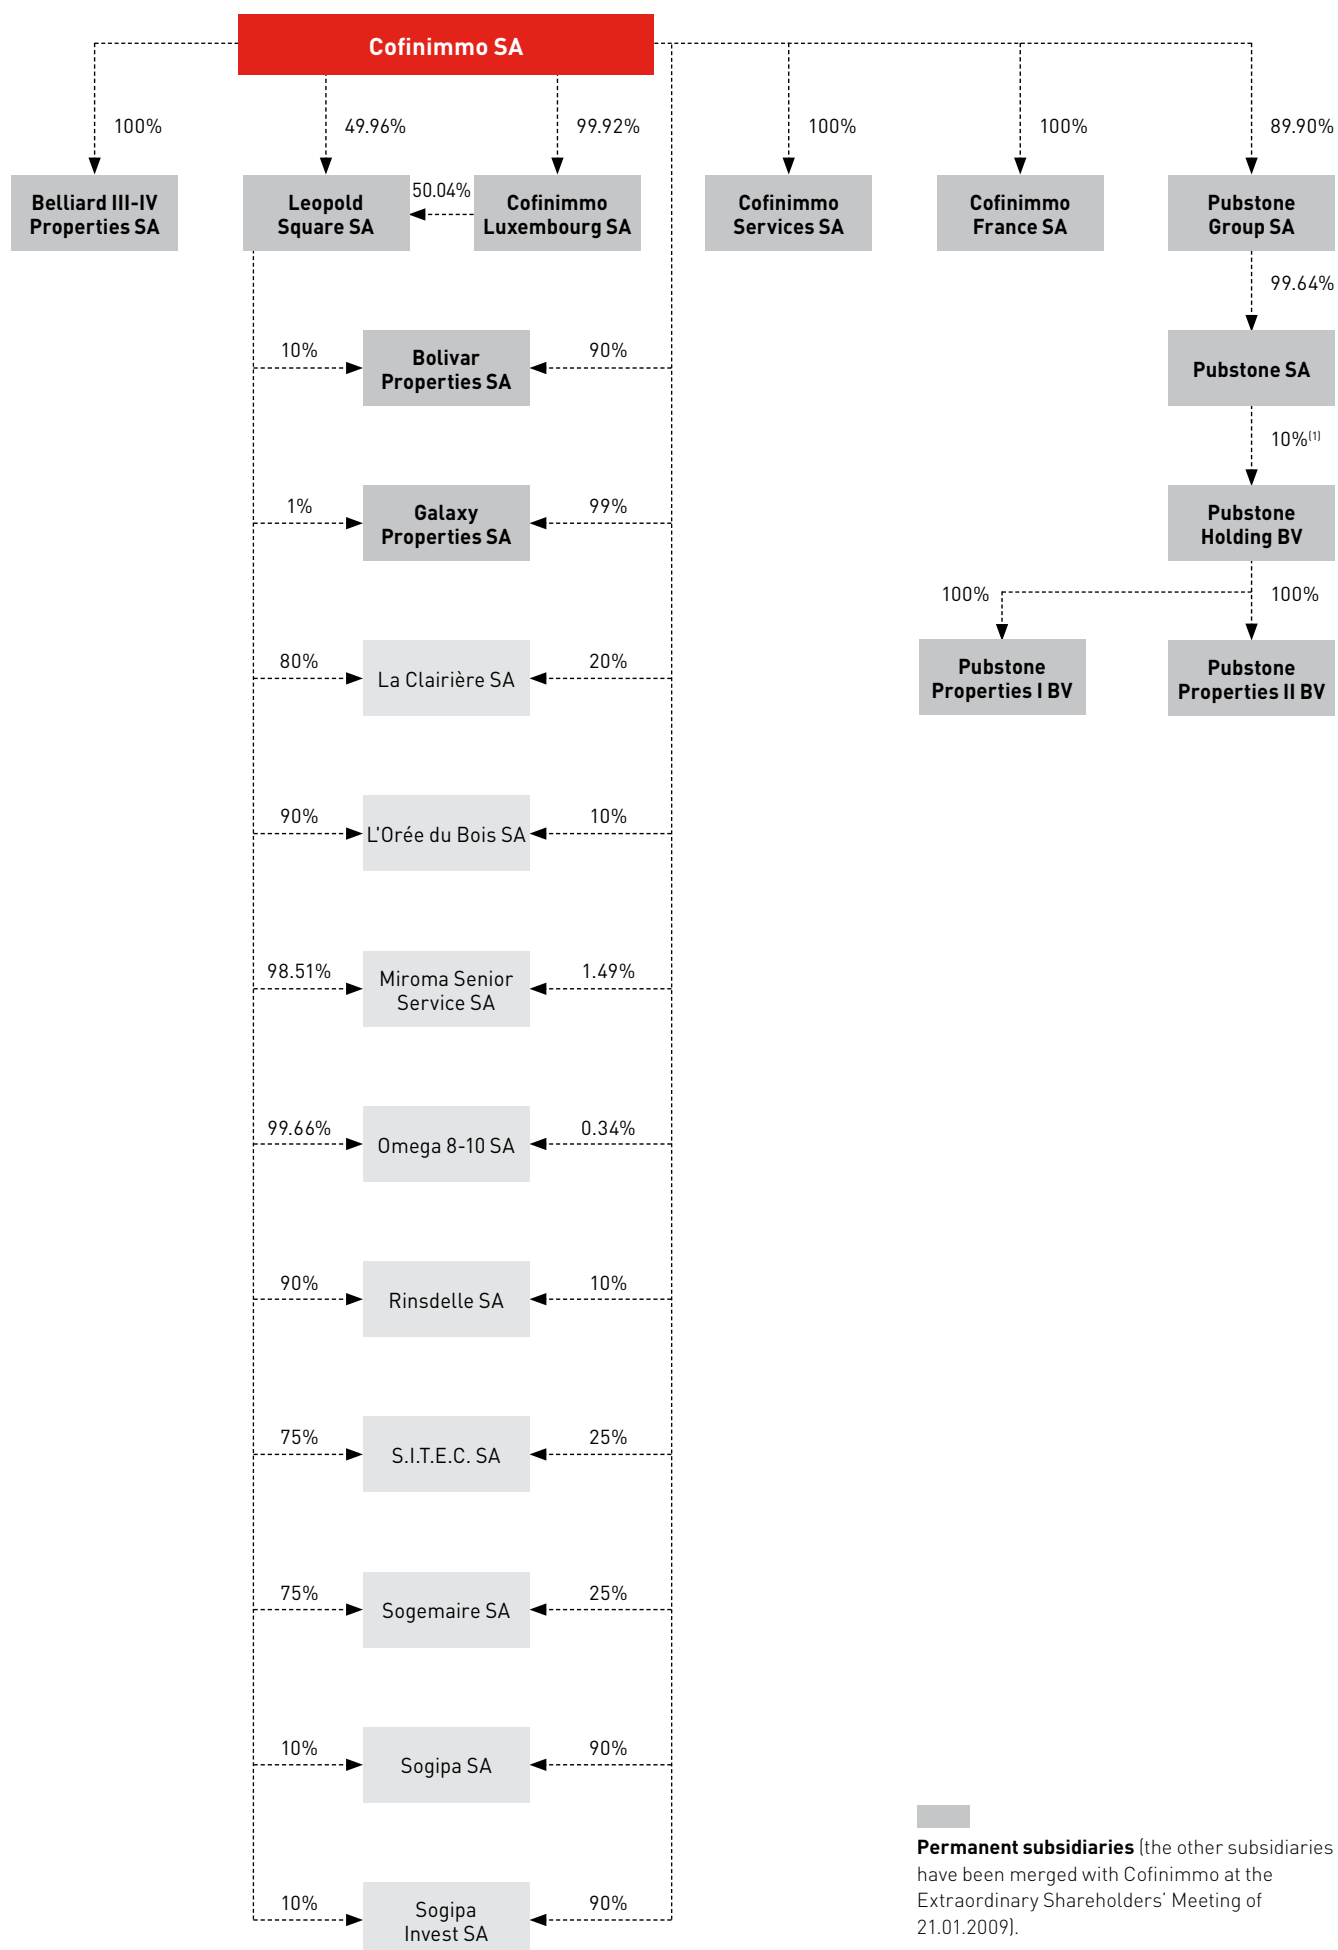 Cofinimmo SA
100%
49.96%
99.92%
100%
100%
89.90%
Belliard III-IV
Properties SA
Leopold
Square SA
50.04%
Cofinimmo
Luxembourg SA
Cofinimmo
Services SA
Cofinimmo
France SA
Pubstone
Group SA
99.64%
10%
Bolivar
Properties SA
90%
Pubstone SA
10%(1)
1%
Galaxy
Properties SA
99%
Pubstone
Holding BV
100%
100%
80%
La Clairière SA
20%
Pubstone
Properties I BV
Pubstone
Properties II BV
90%
L'Orée du Bois SA
10%
98.51%
Miroma Senior
Service SA
1.49%
99.66%
Omega 8-10 SA
0.34%
90%
Rinsdelle SA
10%
75%
S.I.T.E.C. SA
25%
75%
Sogemaire SA
25%
10%
Sogipa SA
90%
10%
Sogipa
Invest SA
90%
Permanent subsidiaries (the other subsidiaries
have been merged with Cofinimmo at the
Extraordinary Shareholders' Meeting of
21.01.2009).